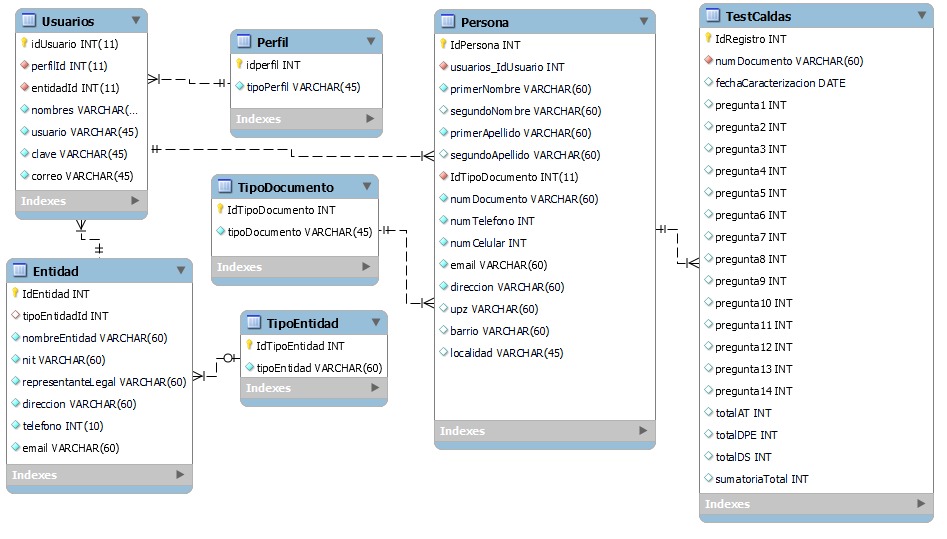 Usuarios
idUsuario INT(11)
perfilId INT(11)
entidadId INT(11)
nombres VARCHAR(...
usuario VARCHAR(45)
clave VARCHAR(45)
correo VARCHAR(45)
Indexes
Perfil
idperfil INT
tipoPerfil VARCHAR(45)
Indexes
TipoDocumento
IdTipoDocumento INT
tipoDocumento VARCHAR(45)
Indexes
Entidad
IdEntidad INT
tipoEntidadId INT
nombreEntidad VARCHAR(60)
nit VARCHAR(60)
representanteLegal VARCHAR(60)
direccion VARCHAR(60)
telefono INT(10)
email VARCHAR(60)
Indexes
TipoEntidad
IdTipoEntidad INT
tipoEntidad VARCHAR(60)
Indexes
Persona
IdPersona INT
usuarios_IdUsuario INT
primerNombre VARCHAR(60)
segundoNombre VARCHAR(60)
primerApellido VARCHAR(60)
segundoApellido VARCHAR(60)
IdTipoDocumento INT(11)
numDocumento VARCHAR(60)
numTelefono INT
numCelular INT
email VARCHAR(60)
direccion VARCHAR(60)
upz VARCHAR(60)
barrio VARCHAR(60)
localidad VARCHAR(45)
Indexes
TestCaldas
IdRegistro INT
numDocumento VARCHAR(60)
fechaCaracterizacion DATE
pregunta1 INT
pregunta2 INT
pregunta3 INT
pregunta4 INT
pregunta5 INT
pregunta6 INT
pregunta7 INT
pregunta8 INT
pregunta9 INT
pregunta10 INT
pregunta11 INT
pregunta12 INT
pregunta13 INT
pregunta14 INT
totalAT INT
totalDPE INT
totalDS INT
sumatoriaTotal INT
Indexes